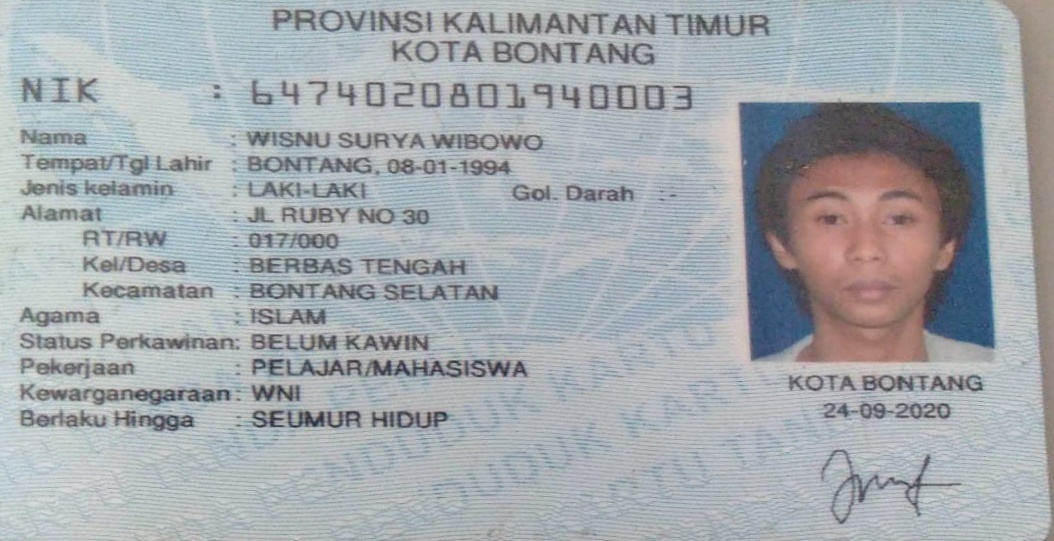 PROVINSI KALIMANTAN TIMUR
KOTA BONTANG
NIK : 6474020801940003
Nama : WISNU SURYA WIBOWO
Tempat/Tgl Lahir : BONTANG, 08-01-1994
Jenis kelamin : LAKI-LAKI Gol. Darah : -
Alamat : JL RUBY NO 30
RT/RW : 017/000
Kel/Desa : BERBAS TENGAH
Kecamatan : BONTANG SELATAN
Agama : ISLAM
Status Perkawinan: BELUM KAWIN
Pekerjaan : PELAJAR/MAHASISWA
Kewarganegaraan : WNI
Berlaku Hingga : SEUMUR HIDUP
KOTA BONTANG
24-09-2020